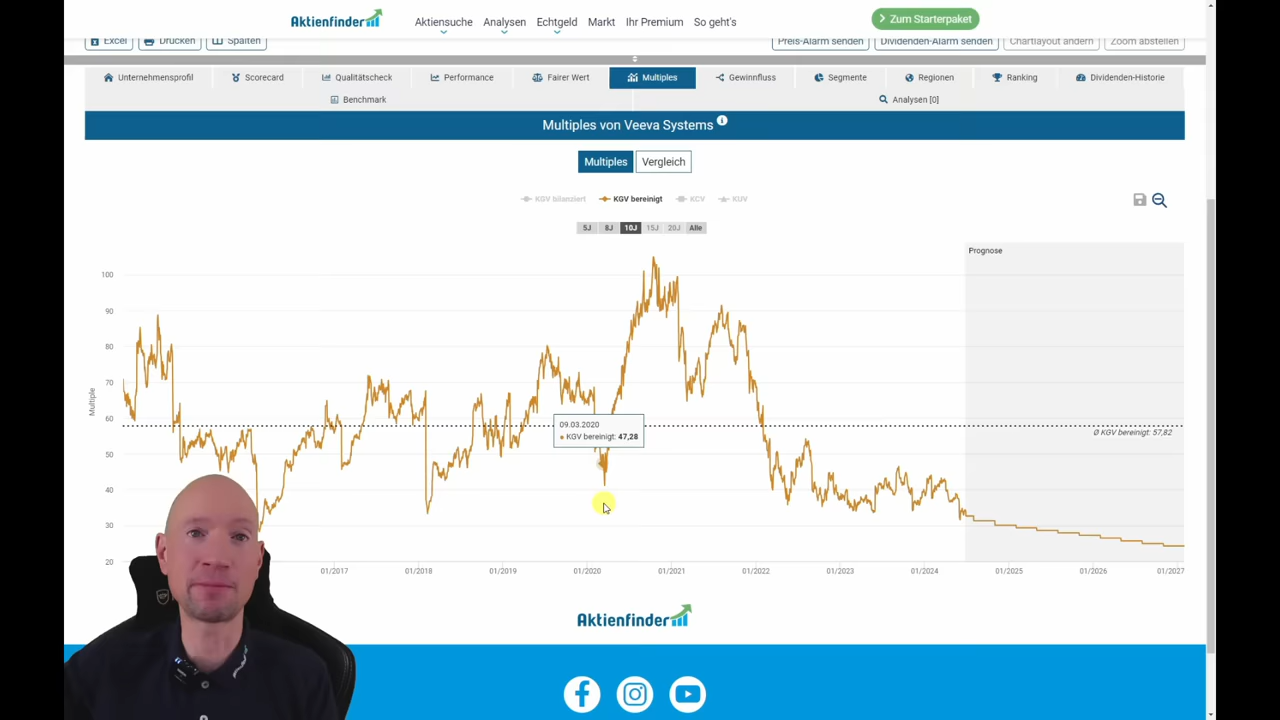 Aktienfinder
Aktiensuche Analysen Echtgeld Markt Ihr Premium So geht's
Zum Starterpaket
Excel Drucken Spalten Preis-Alarm senden Dividenden-Alarm senden Chartlayout ändern Zoom abstellen
Unternehmensprofil Scorecard Qualitätscheck Performance Fairer Wert Multiples Gewinnfluss Segmente Regionen Ranking Dividenden-Historie
Benchmark Analysen [0]
Multiples von Veeva Systems
Multiples Vergleich
KGV bilanziert KGV bereinigt KCV KUV
5J 8J 10J 15J 20J Alle
Prognose
100
90
80
70
60
50
40
30
20
Multiple
09.03.2020
KGV bereinigt: 47,28
Ø KGV bereinigt: 57,82
01/2017 01/2018 01/2019 01/2020 01/2021 01/2022 01/2023 01/2024 01/2025 01/2026 01/2027
Aktienfinder